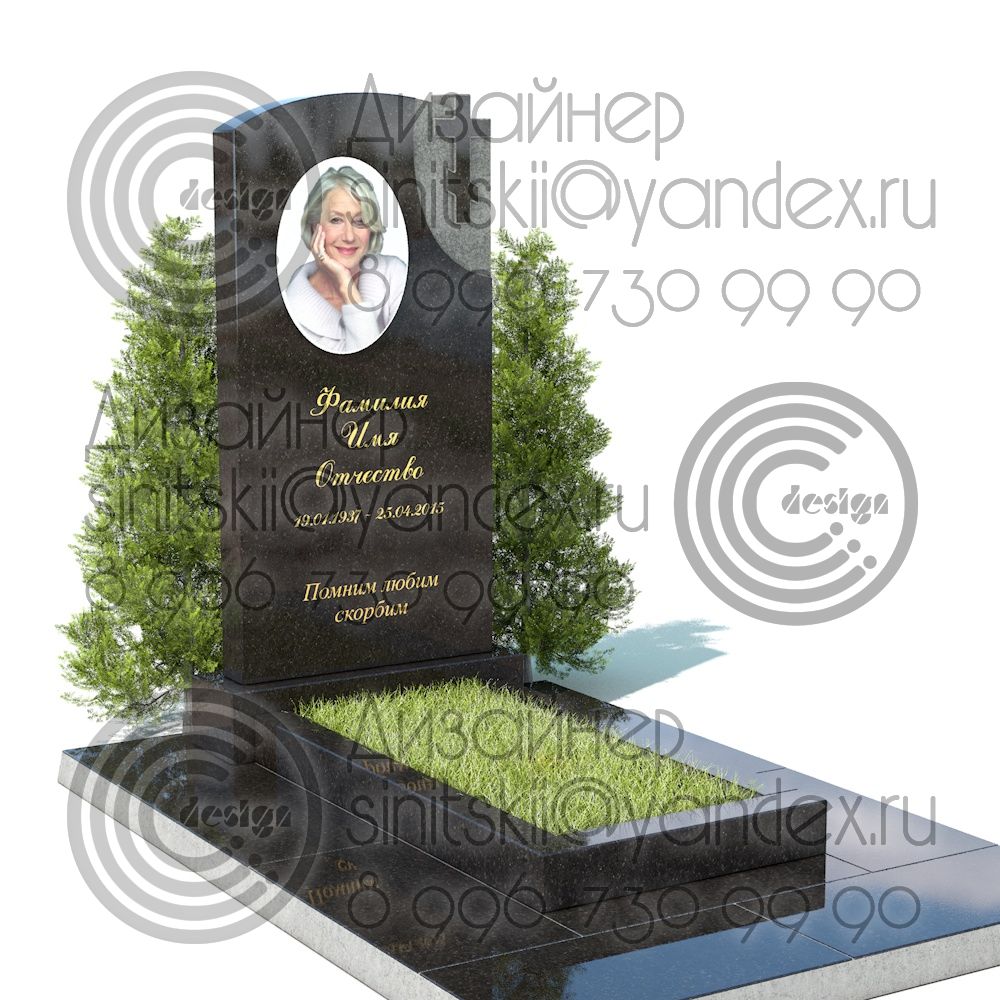 Дизайнер
sinitskii@yandex.ru
8 996 730 99 90
design
Фамилия
Имя
Отчество
19.01.1937 - 25.04.2015
Помним любим
скорбим
Дизайнер
sinitskii@yandex.ru
8 996 730 99 90
design
Дизайнер
sinitskii@yandex.ru
8 996 730 99 90
design